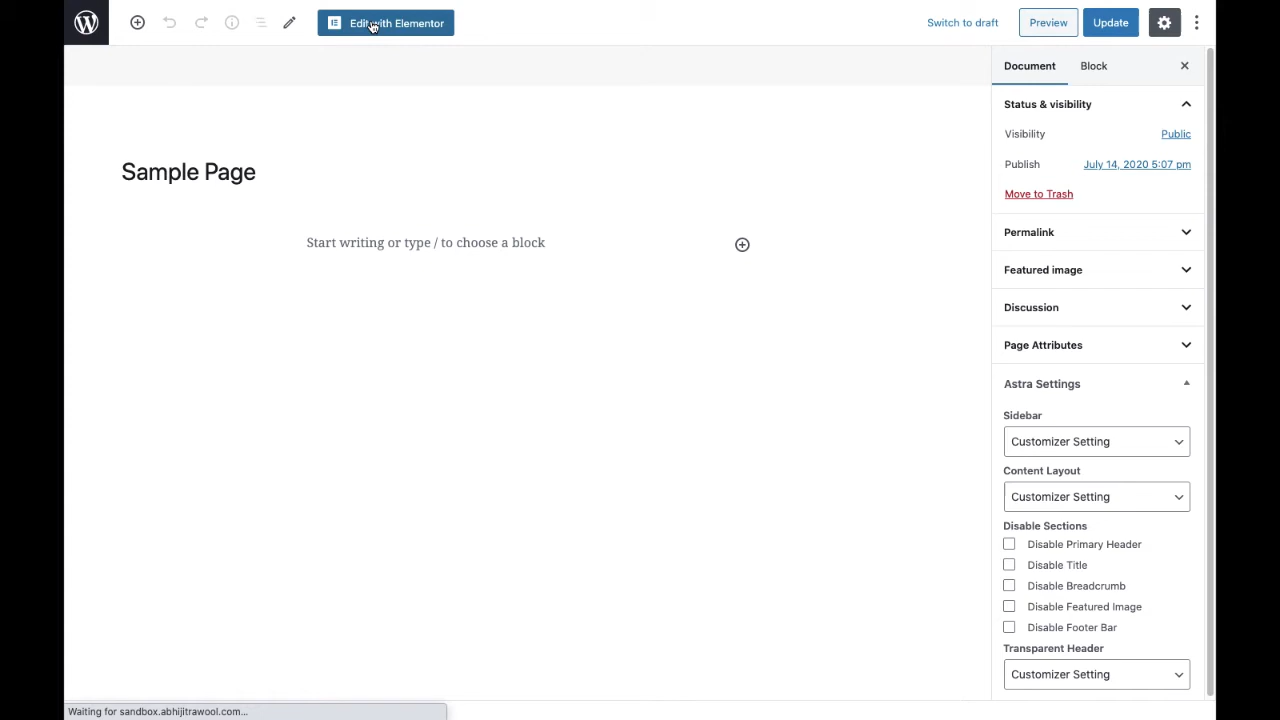 Edit with Elementor
Switch to draft
Preview
Update
Document
Block
Status & visibility
Visibility
Public
Publish
July 14, 2020 5:07 pm
Move to Trash
Permalink
Featured image
Discussion
Page Attributes
Astra Settings
Sidebar
Customizer Setting
Content Layout
Customizer Setting
Disable Sections
Disable Primary Header
Disable Title
Disable Breadcrumb
Disable Featured Image
Disable Footer Bar
Transparent Header
Customizer Setting
Sample Page
Start writing or type / to choose a block
Waiting for sandbox.abhijitrawool.com...